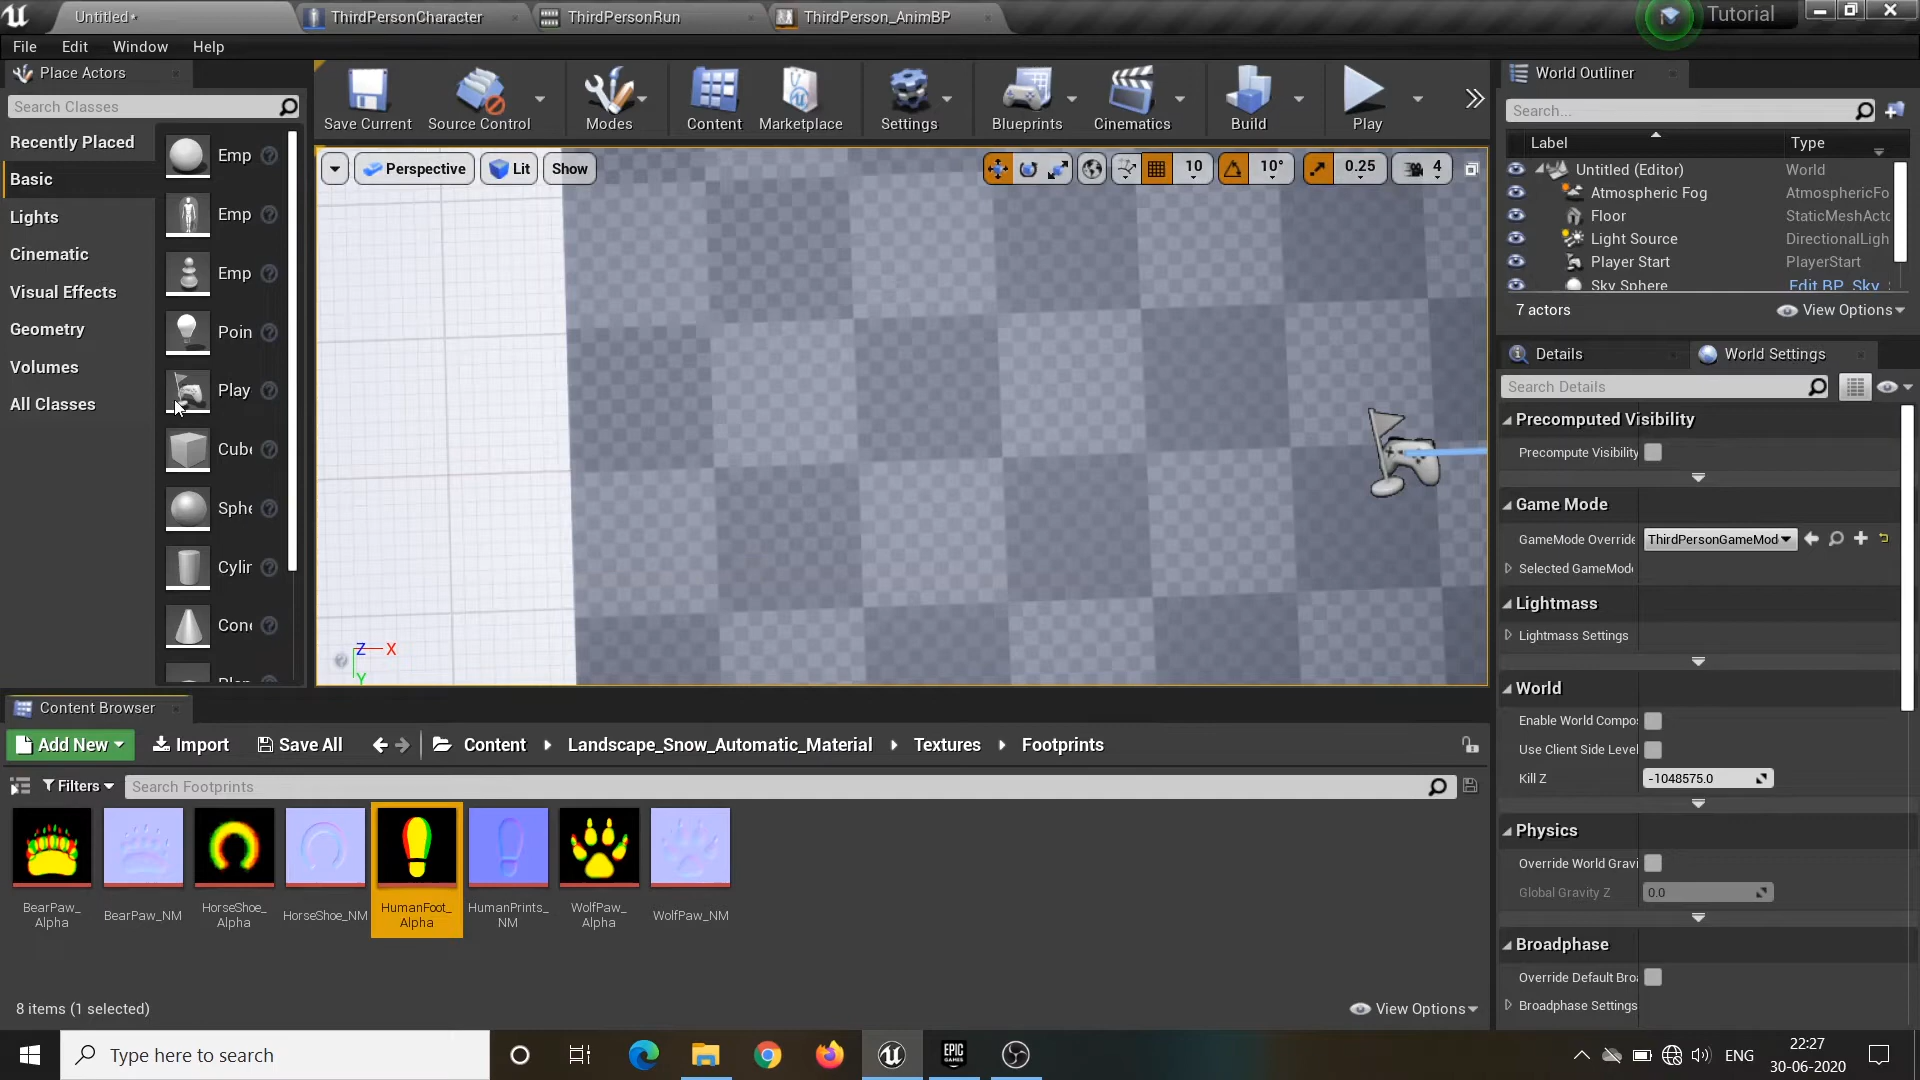 Untitled*
ThirdPersonCharacter
ThirdPersonRun
ThirdPerson_AnimBP
Tutorial
File Edit Window Help
Place Actors
Search Classes
Recently Placed
Basic
Lights
Cinematic
Visual Effects
Geometry
Volumes
All Classes
Emp
Emp
Emp
Poin
Play
Cube
Sphe
Cylin
Cone
Save Current
Source Control
Modes
Content
Marketplace
Settings
Blueprints
Cinematics
Build
Play
Perspective
Lit
Show
10
10°
0.25
4
Z X
Y
World Outliner
Search...
Label Type
Untitled (Editor) World
Atmospheric Fog AtmosphericFo
Floor StaticMeshActo
Light Source DirectionalLigh
Player Start PlayerStart
Sky Sphere Edit BP_Sky_S
7 actors
View Options
Details
World Settings
Search Details
Precomputed Visibility
Precompute Visibility
Game Mode
GameMode Override ThirdPersonGameMod
Selected GameMode
Lightmass
Lightmass Settings
World
Enable World Compos
Use Client Side Level
Kill Z -1048575.0
Physics
Override World Gravi
Global Gravity Z 0.0
Broadphase
Override Default Bro
Broadphase Settings
Content Browser
Add New
Import
Save All
Content
Landscape_Snow_Automatic_Material
Textures
Footprints
Filters
Search Footprints
BearPaw_
Alpha
BearPaw_NM
HorseShoe_
Alpha
HorseShoe_NM
HumanFoot_
Alpha
HumanPrints_
NM
WolfPaw_
Alpha
WolfPaw_NM
8 items (1 selected)
View Options
Type here to search
EPIC
GAMES
ENG
22:27
30-06-2020